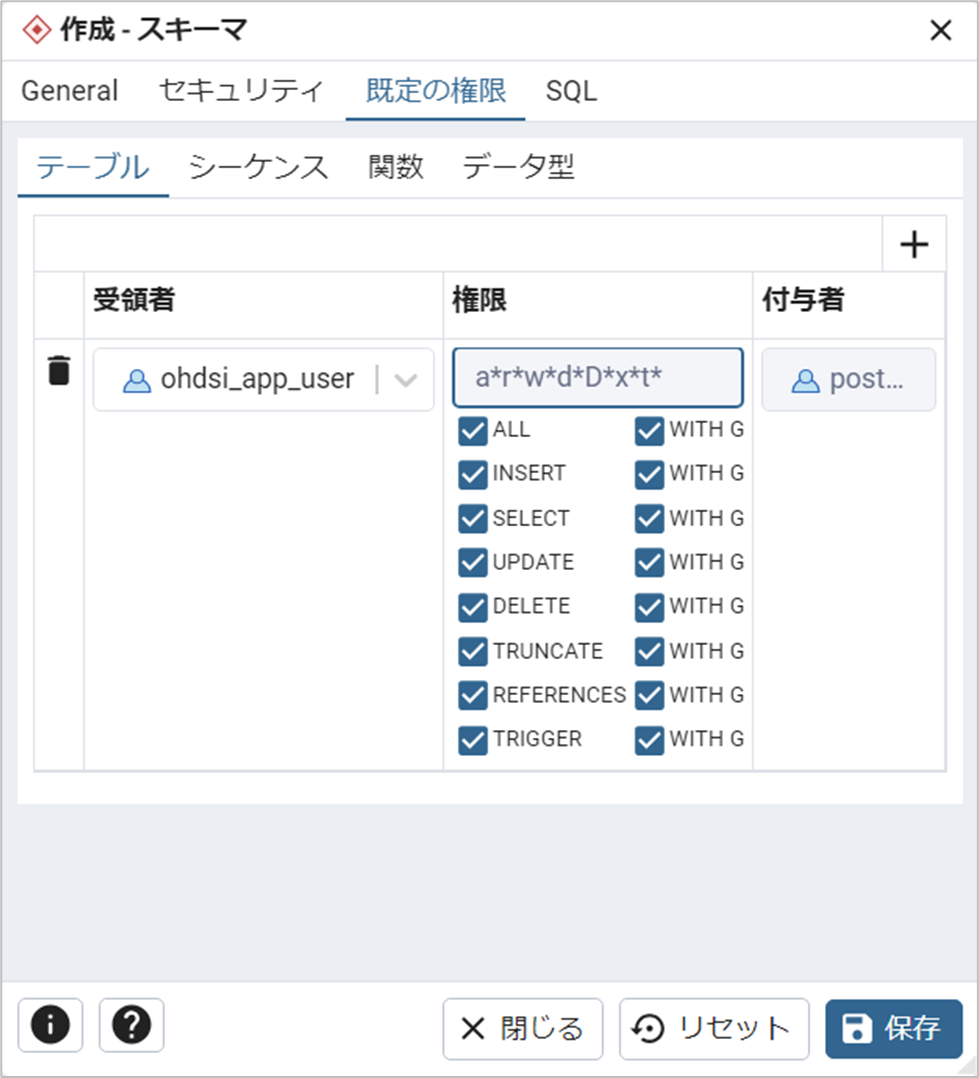 作成 - スキーマ
General セキュリティ 既定の権限 SQL
テーブル シーケンス 関数 データ型
受領者 権限 付与者
ohdsi_app_user a*r*w*d*D*x*t* post...
ALL WITH G
INSERT WITH G
SELECT WITH G
UPDATE WITH G
DELETE WITH G
TRUNCATE WITH G
REFERENCES WITH G
TRIGGER WITH G
閉じる リセット 保存